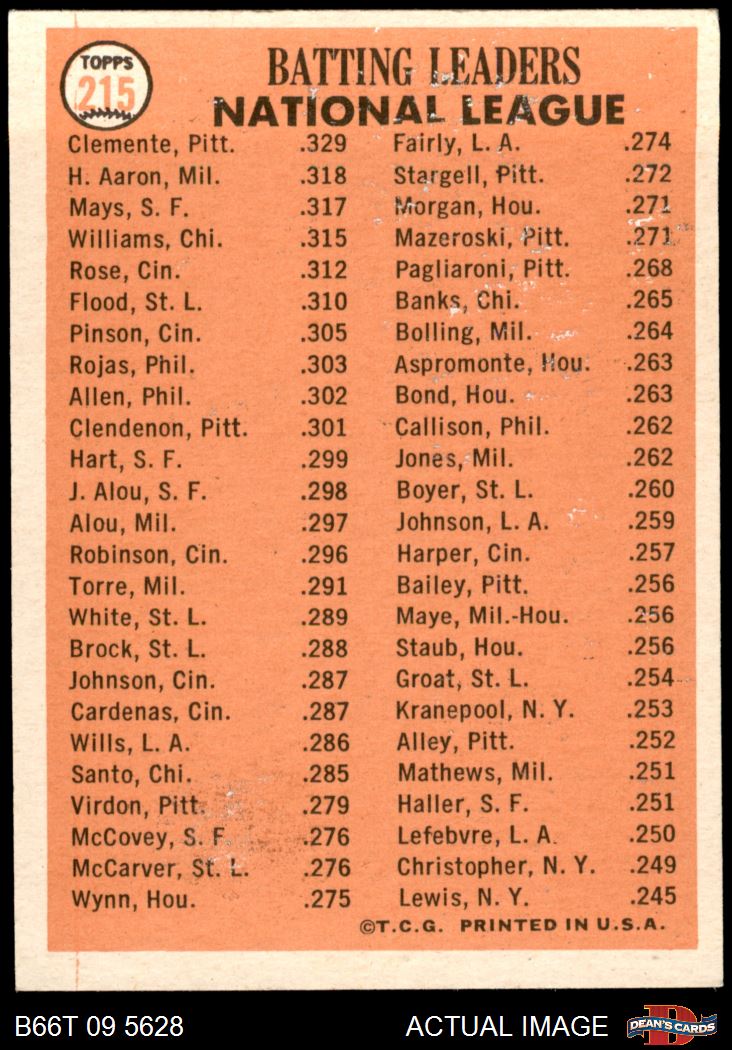 TOPPS
215
BATTING LEADERS
NATIONAL LEAGUE
Clemente, Pitt. .329
H. Aaron, Mil. .318
Mays, S. F. .317
Williams, Chi. .315
Rose, Cin. .312
Flood, St. L. .310
Pinson, Cin. .305
Rojas, Phil. .303
Allen, Phil. .302
Clendenon, Pitt. .301
Hart, S. F. .299
J. Alou, S. F. .298
Alou, Mil. .297
Robinson, Cin. .296
Torre, Mil. .291
White, St. L. .289
Brock, St. L. .288
Johnson, Cin. .287
Cardenas, Cin. .287
Wills, L. A. .286
Santo, Chi. .285
Virdon, Pitt. .279
McCovey, S. F. .276
McCarver, St. L. .276
Wynn, Hou. .275
Fairly, L. A. .274
Stargell, Pitt. .272
Morgan, Hou. .271
Mazeroski, Pitt. .271
Pagliaroni, Pitt. .268
Banks, Chi. .265
Bolling, Mil. .264
Aspromonte, Hou. .263
Bond, Hou. .263
Callison, Phil. .262
Jones, Mil. .262
Boyer, St. L. .260
Johnson, L. A. .259
Harper, Cin. .257
Bailey, Pitt. .256
Maye, Mil.-Hou. .256
Staub, Hou. .256
Groat, St. L. .254
Kranepool, N. Y. .253
Alley, Pitt. .252
Mathews, Mil. .251
Haller, S. F. .251
Lefebvre, L. A. .250
Christopher, N. Y. .249
Lewis, N. Y. .245
©T.C.G. PRINTED IN U.S.A.
B66T 09 5628 ACTUAL IMAGE
D
DEAN'S CARDS